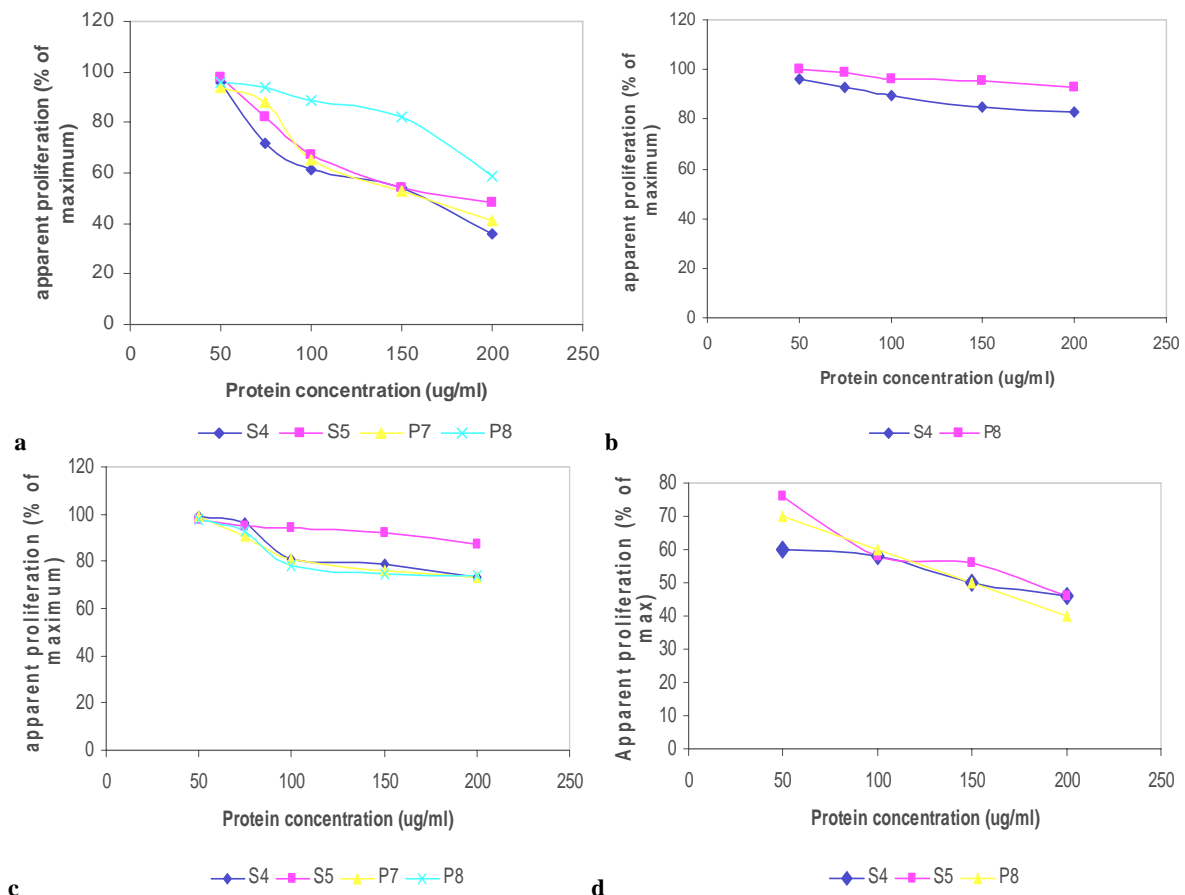 120
100
80
60
40
20
0
0 50 100 150 200 250
apparent proliferation (% of
maximum)
Protein concentration (ug/ml)
S4 S5 P7 P8
a
120
100
80
60
40
20
0
0 50 100 150 200 250
apparent proliferation (% of
maximum)
Protein concentration (ug/ml)
S4 P8
b
120
100
80
60
40
20
0
0 50 100 150 200 250
apparent proliferation (% of
maximum)
Protein concentration (ug/ml)
S4 S5 P7 P8
c
80
70
60
50
40
30
20
10
0
0 50 100 150 200 250
Apparent proliferation (% of
max)
Protein concentration (ug/ml)
S4 S5 P8
d